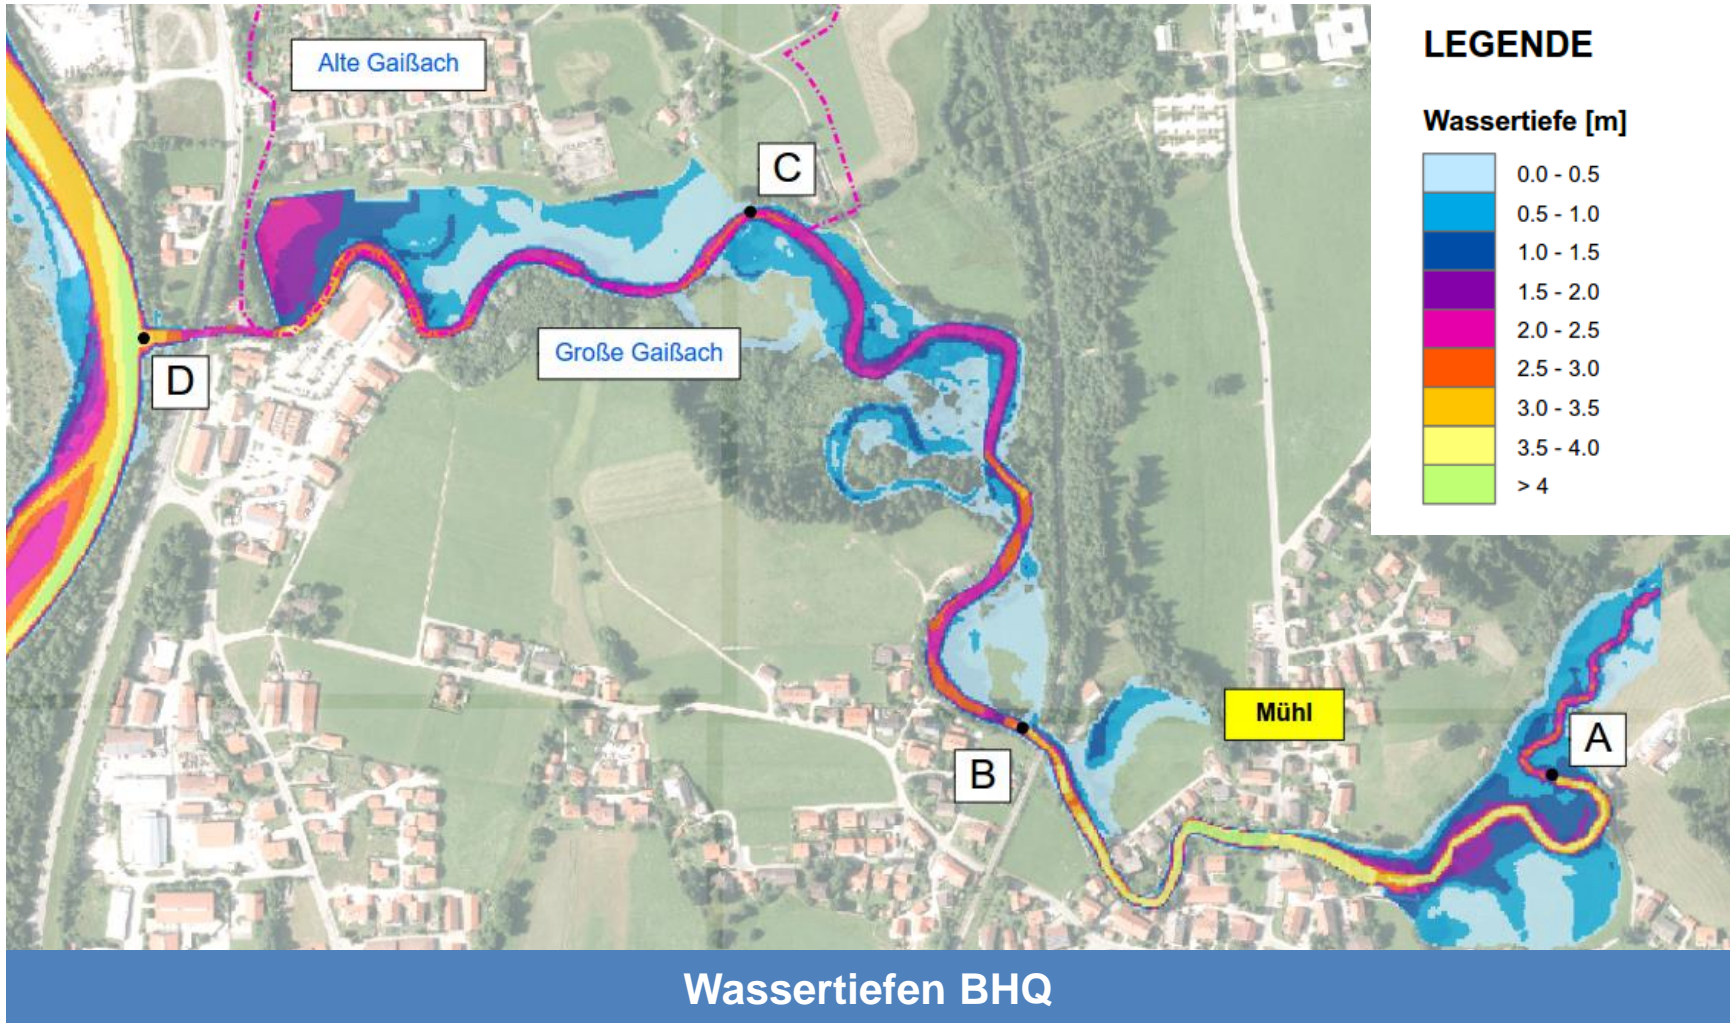 Alte Gaißach
C
Große Gaißach
D
Mühl
A
B
LEGENDE
Wassertiefe [m]
0.0 - 0.5
0.5 - 1.0
1.0 - 1.5
1.5 - 2.0
2.0 - 2.5
2.5 - 3.0
3.0 - 3.5
3.5 - 4.0
> 4
Wassertiefen BHQ